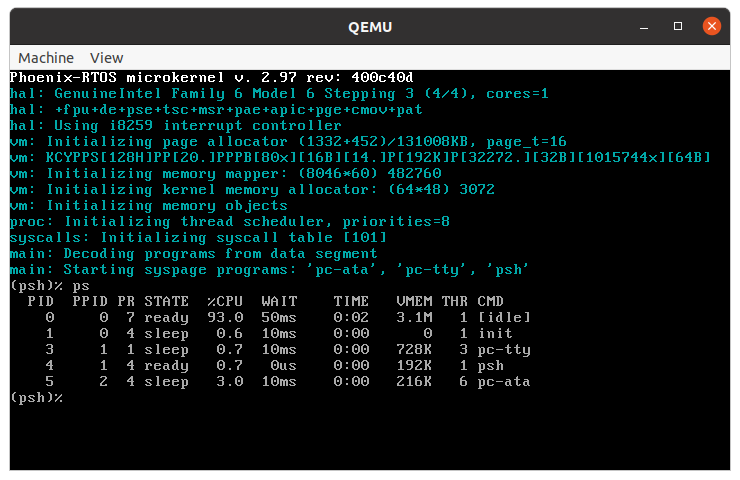 QEMU
Machine View
Phoenix-RTOS microkernel v. 2.97 rev: 400c40d
hal: GenuineIntel Family 6 Model 6 Stepping 3 (4/4), cores=1
hal: +fpu+de+pse+tsc+msr+pae+apic+pge+cmov+pat
hal: Using i8259 interrupt controller
vm: Initializing page allocator (1332+452)/131008KB, page_t=16
vm: KCYPPS[128H]PP[20.]PPPB[80x][16B][14.]P[192K]P[32272.][32B][1015744x][64B]
vm: Initializing memory mapper: (8046*60) 482760
vm: Initializing kernel memory allocator: (64*48) 3072
vm: Initializing memory objects
proc: Initializing thread scheduler, priorities=8
syscalls: Initializing syscall table [101]
main: Decoding programs from data segment
main: Starting syspage programs: 'pc-ata', 'pc-tty', 'psh'
(psh)% ps
PID PPID PR STATE %CPU WAIT TIME VMEM THR CMD
0 0 7 ready 93.0 50ms 0:02 3.1M 1 [idle]
1 0 4 sleep 0.6 10ms 0:00 0 1 init
3 1 1 sleep 0.7 10ms 0:00 728K 3 pc-tty
4 1 4 ready 0.7 0us 0:00 192K 1 psh
5 2 4 sleep 3.0 10ms 0:00 216K 6 pc-ata
(psh)%